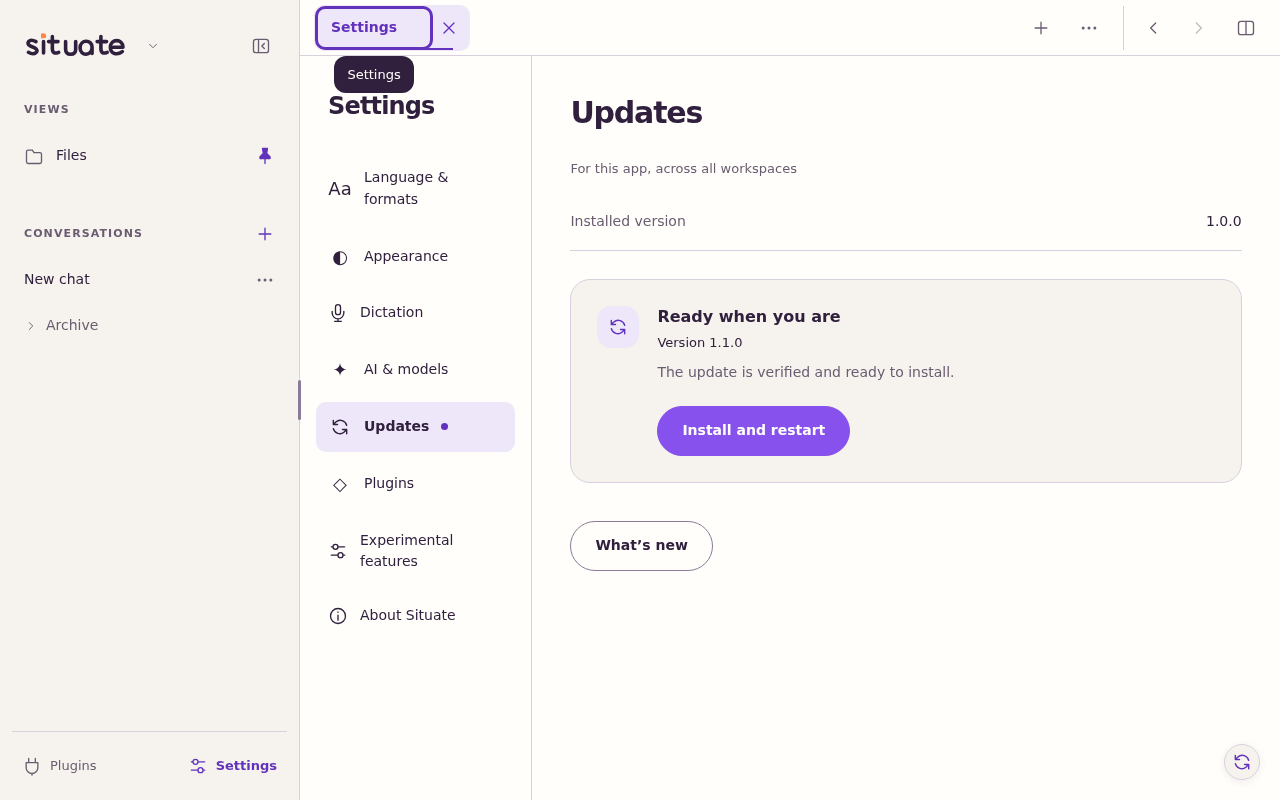 situate
VIEWS
Files
CONVERSATIONS
New chat
Archive
Plugins
Settings
Settings
Settings
Settings
Aa
Language &
formats
Appearance
Dictation
AI & models
Updates
Plugins
Experimental
features
About Situate
Updates
For this app, across all workspaces
Installed version 1.0.0
Ready when you are
Version 1.1.0
The update is verified and ready to install.
Install and restart
What’s new